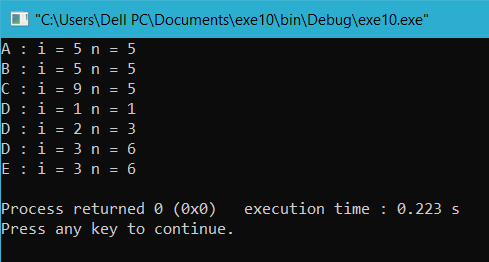 "C:\Users\Dell PC\Documents\exe10\bin\Debug\exe10.exe"
A : i = 5 n = 5
B : i = 5 n = 5
C : i = 9 n = 5
D : i = 1 n = 1
D : i = 2 n = 3
D : i = 3 n = 6
E : i = 3 n = 6
Process returned 0 (0x0)   execution time : 0.223 s
Press any key to continue.